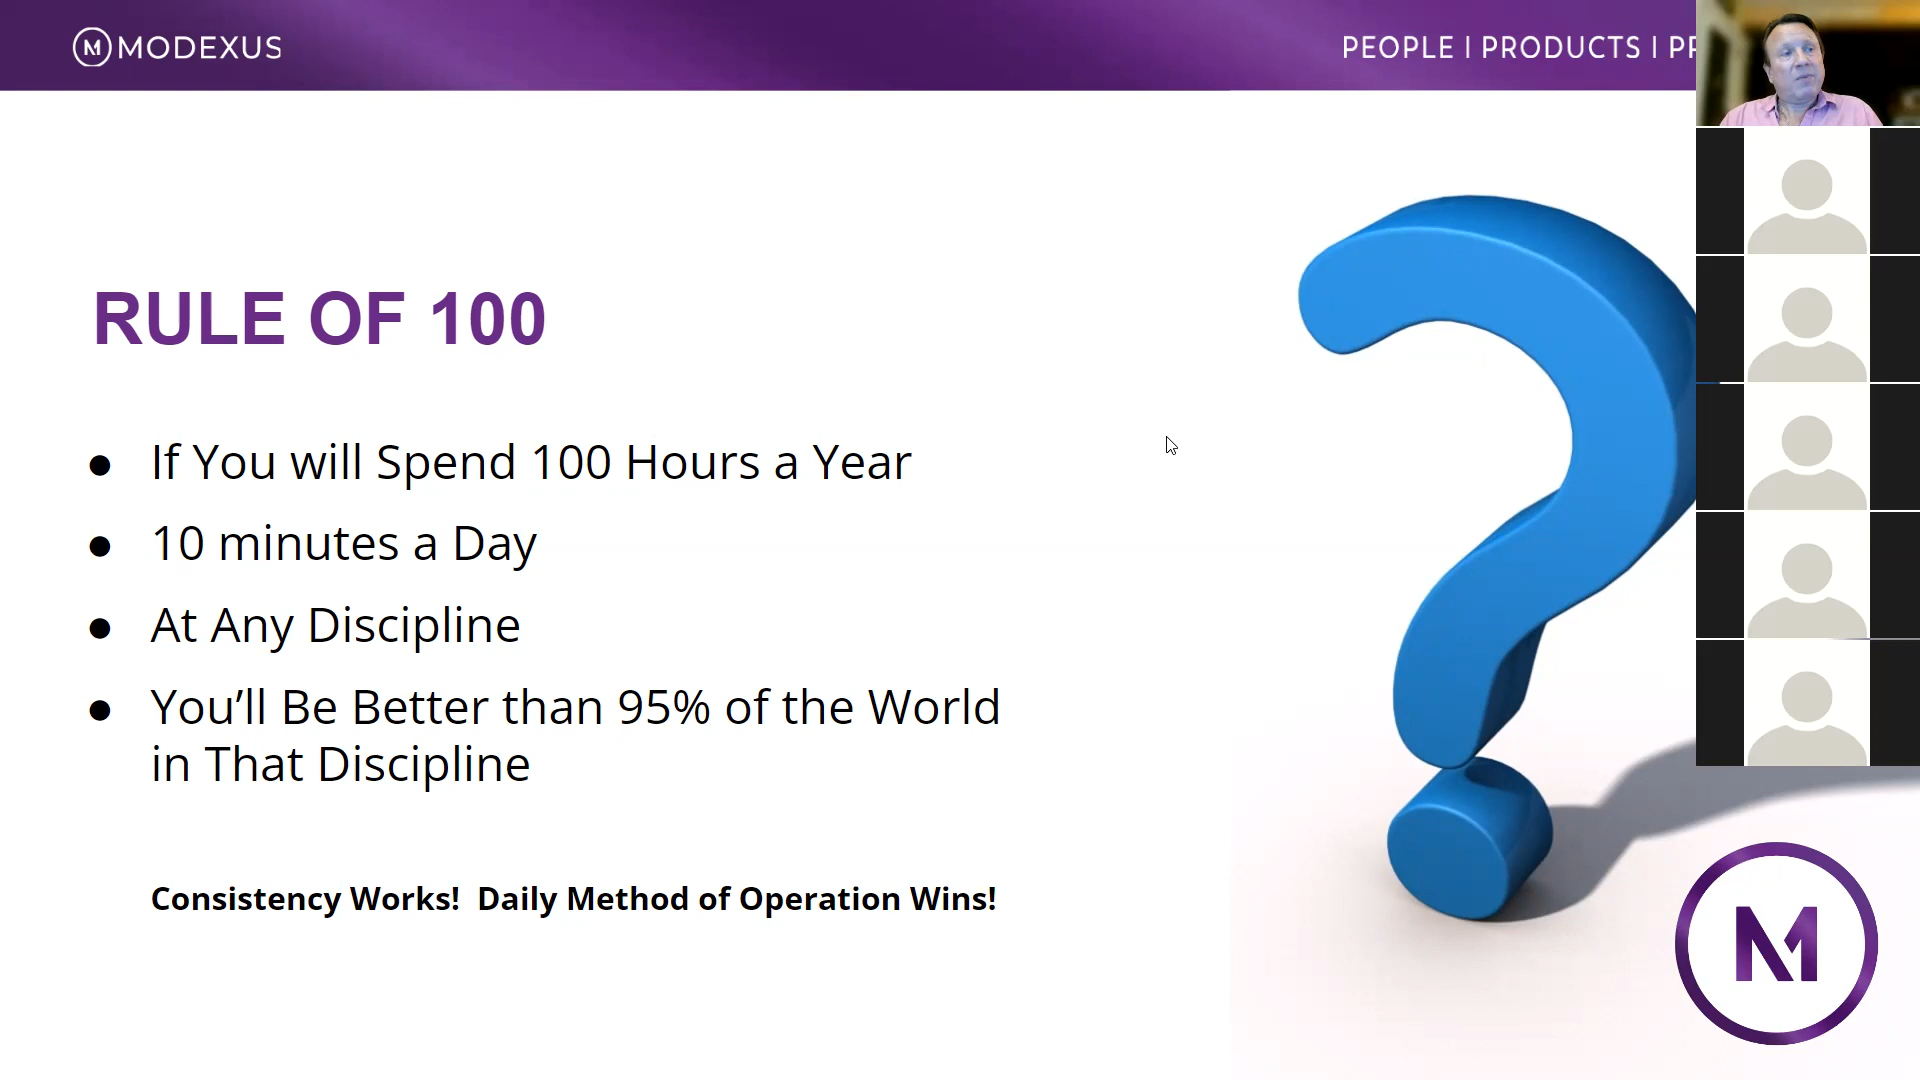 MODEXUS
PEOPLE | PRODUCTS |
RULE OF 100
● If You will Spend 100 Hours a Year
● 10 minutes a Day
● At Any Discipline
● You’ll Be Better than 95% of the World
in That Discipline
Consistency Works!  Daily Method of Operation Wins!
M